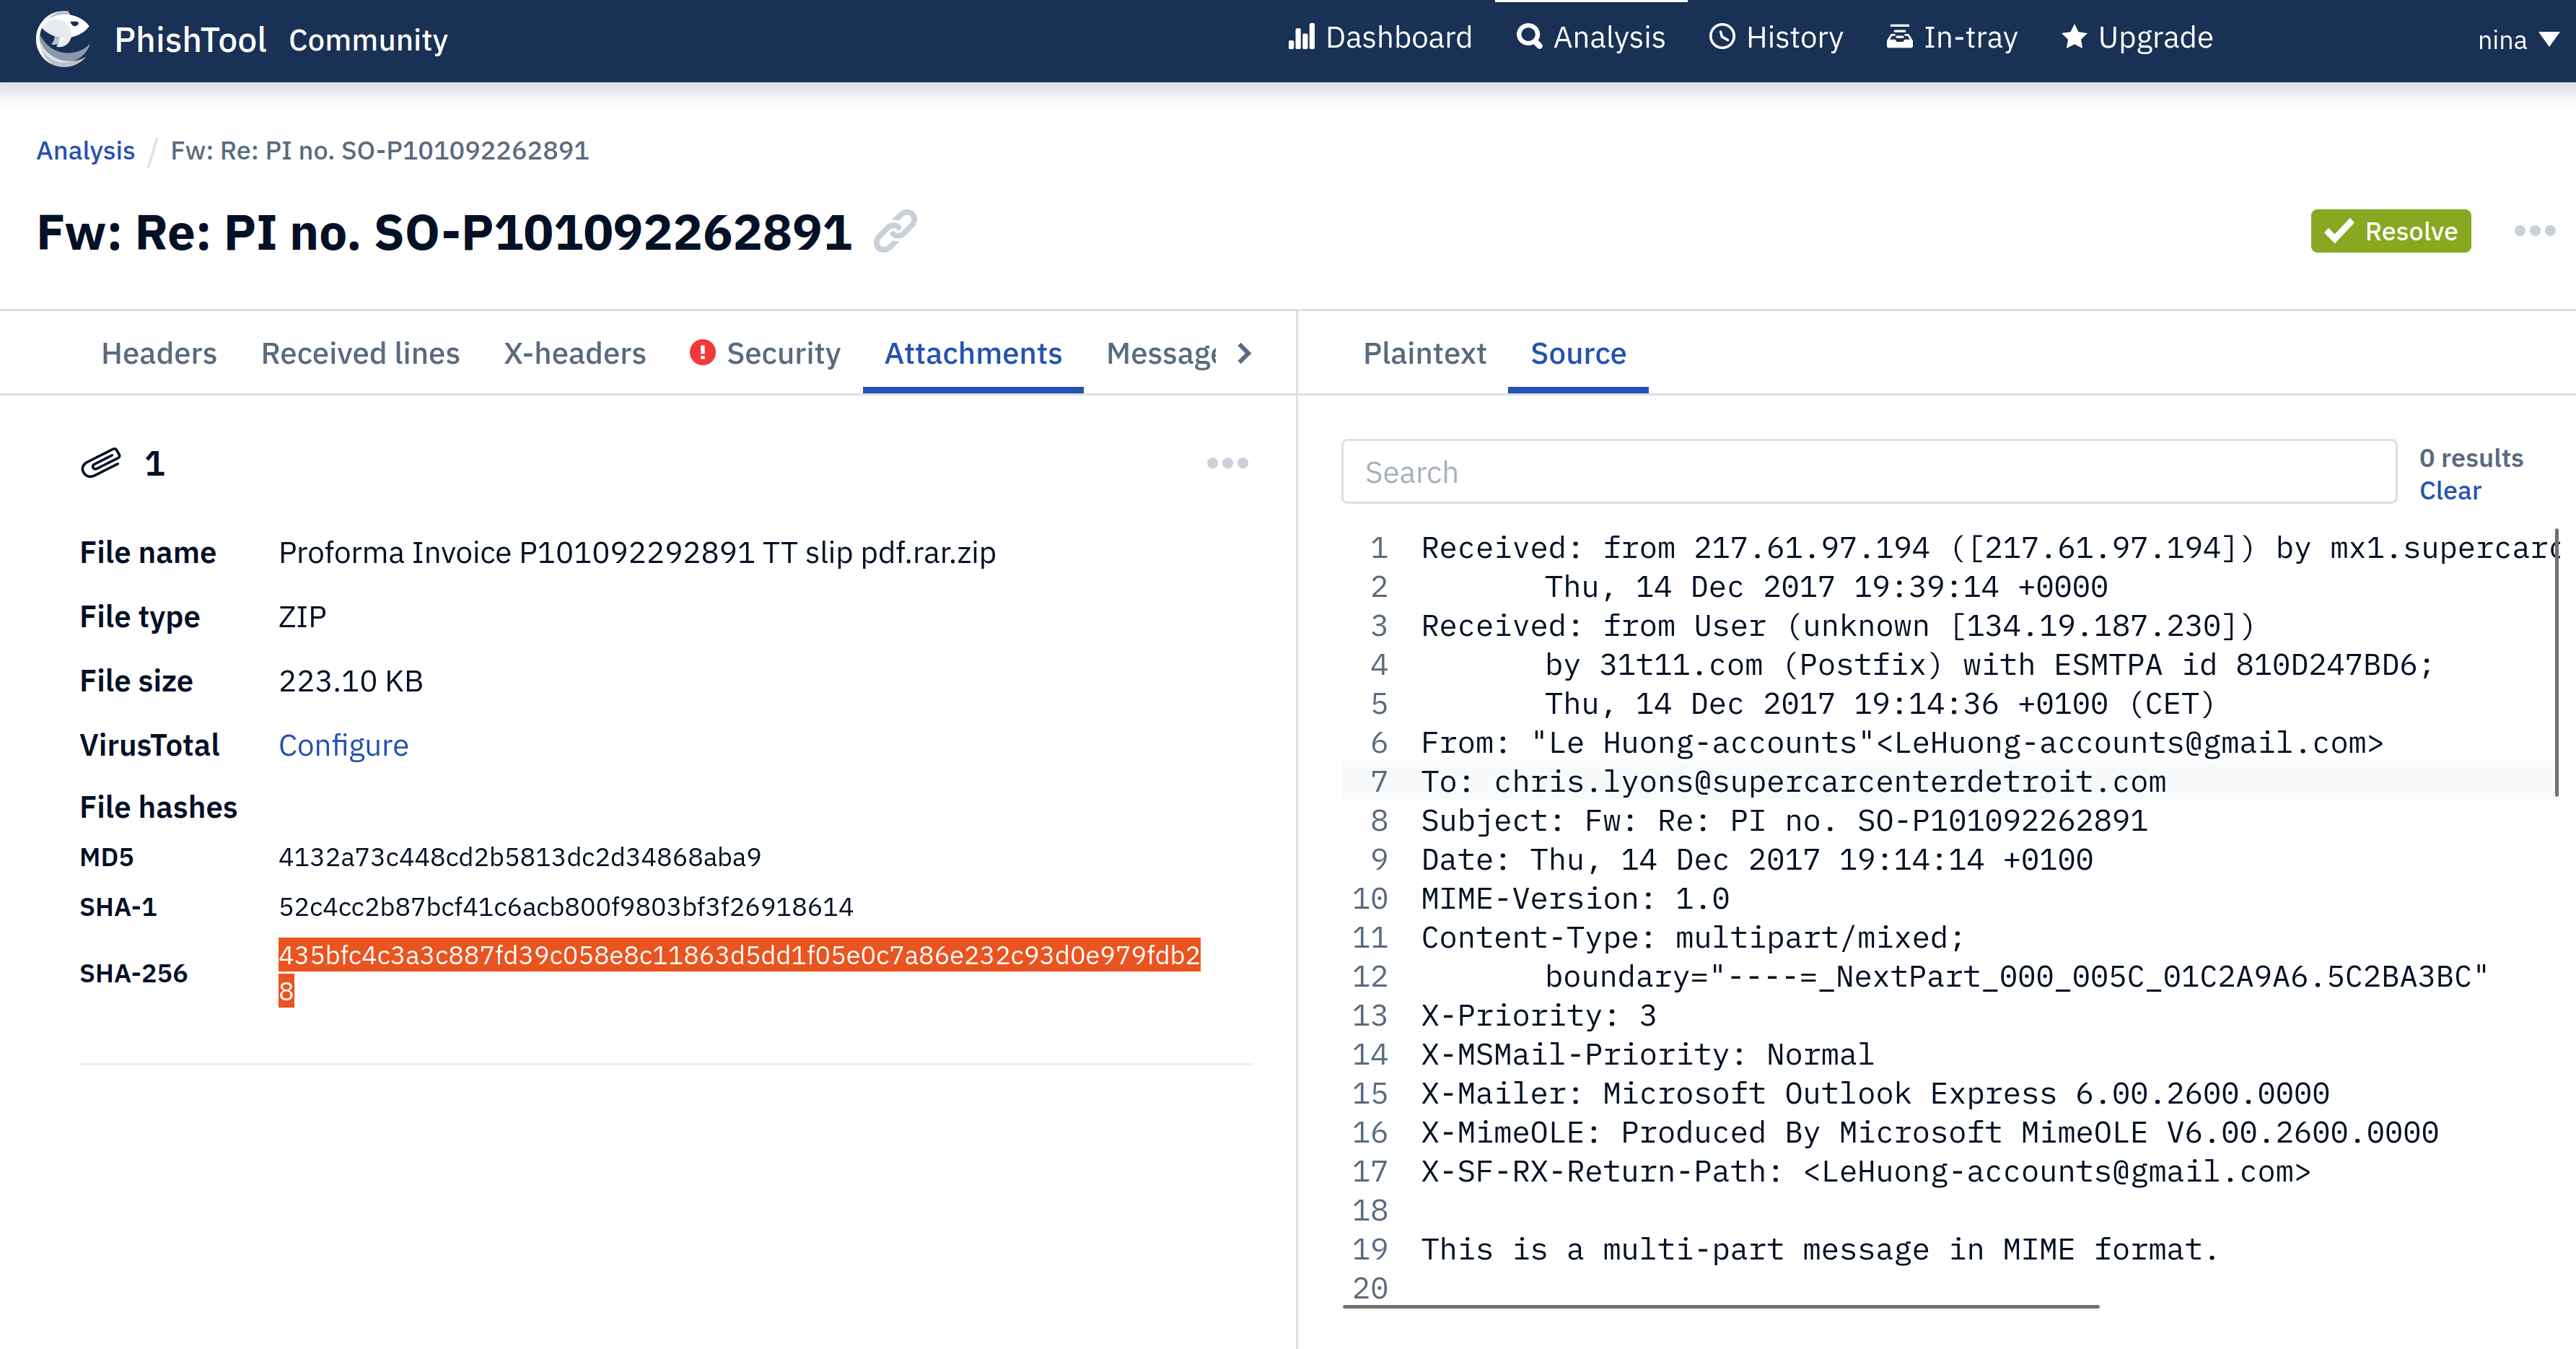 PhishTool Community
Dashboard Analysis History In-tray Upgrade nina
Analysis / Fw: Re: PI no. SO-P101092262891
Fw: Re: PI no. SO-P101092262891
Resolve
Headers Received lines X-headers Security Attachments Message
1
File name Proforma Invoice P101092292891 TT slip pdf.rar.zip
File type ZIP
File size 223.10 KB
VirusTotal Configure
File hashes
MD5 4132a73c448cd2b5813dc2d34868aba9
SHA-1 52c4cc2b87bcf41c6acb800f9803bf3f26918614
SHA-256 435bfc4c3a3c887fd39c058e8c11863d5dd1f05e0c7a86e232c93d0e979fdb2
8
Plaintext Source
Search
0 results
Clear
1 Received: from 217.61.97.194 ([217.61.97.194]) by mx1.supercarc
2 Thu, 14 Dec 2017 19:39:14 +0000
3 Received: from User (unknown [134.19.187.230])
4 by 31t11.com (Postfix) with ESMTPA id 810D247BD6;
5 Thu, 14 Dec 2017 19:14:36 +0100 (CET)
6 From: "Le Huong-accounts"<LeHuong-accounts@gmail.com>
7 To: chris.lyons@supercarcenterdetroit.com
8 Subject: Fw: Re: PI no. SO-P101092262891
9 Date: Thu, 14 Dec 2017 19:14:14 +0100
10 MIME-Version: 1.0
11 Content-Type: multipart/mixed;
12 boundary="----=_NextPart_000_005C_01C2A9A6.5C2BA3BC"
13 X-Priority: 3
14 X-MSMail-Priority: Normal
15 X-Mailer: Microsoft Outlook Express 6.00.2600.0000
16 X-MimeOLE: Produced By Microsoft MimeOLE V6.00.2600.0000
17 X-SF-RX-Return-Path: <LeHuong-accounts@gmail.com>
18
19 This is a multi-part message in MIME format.
20